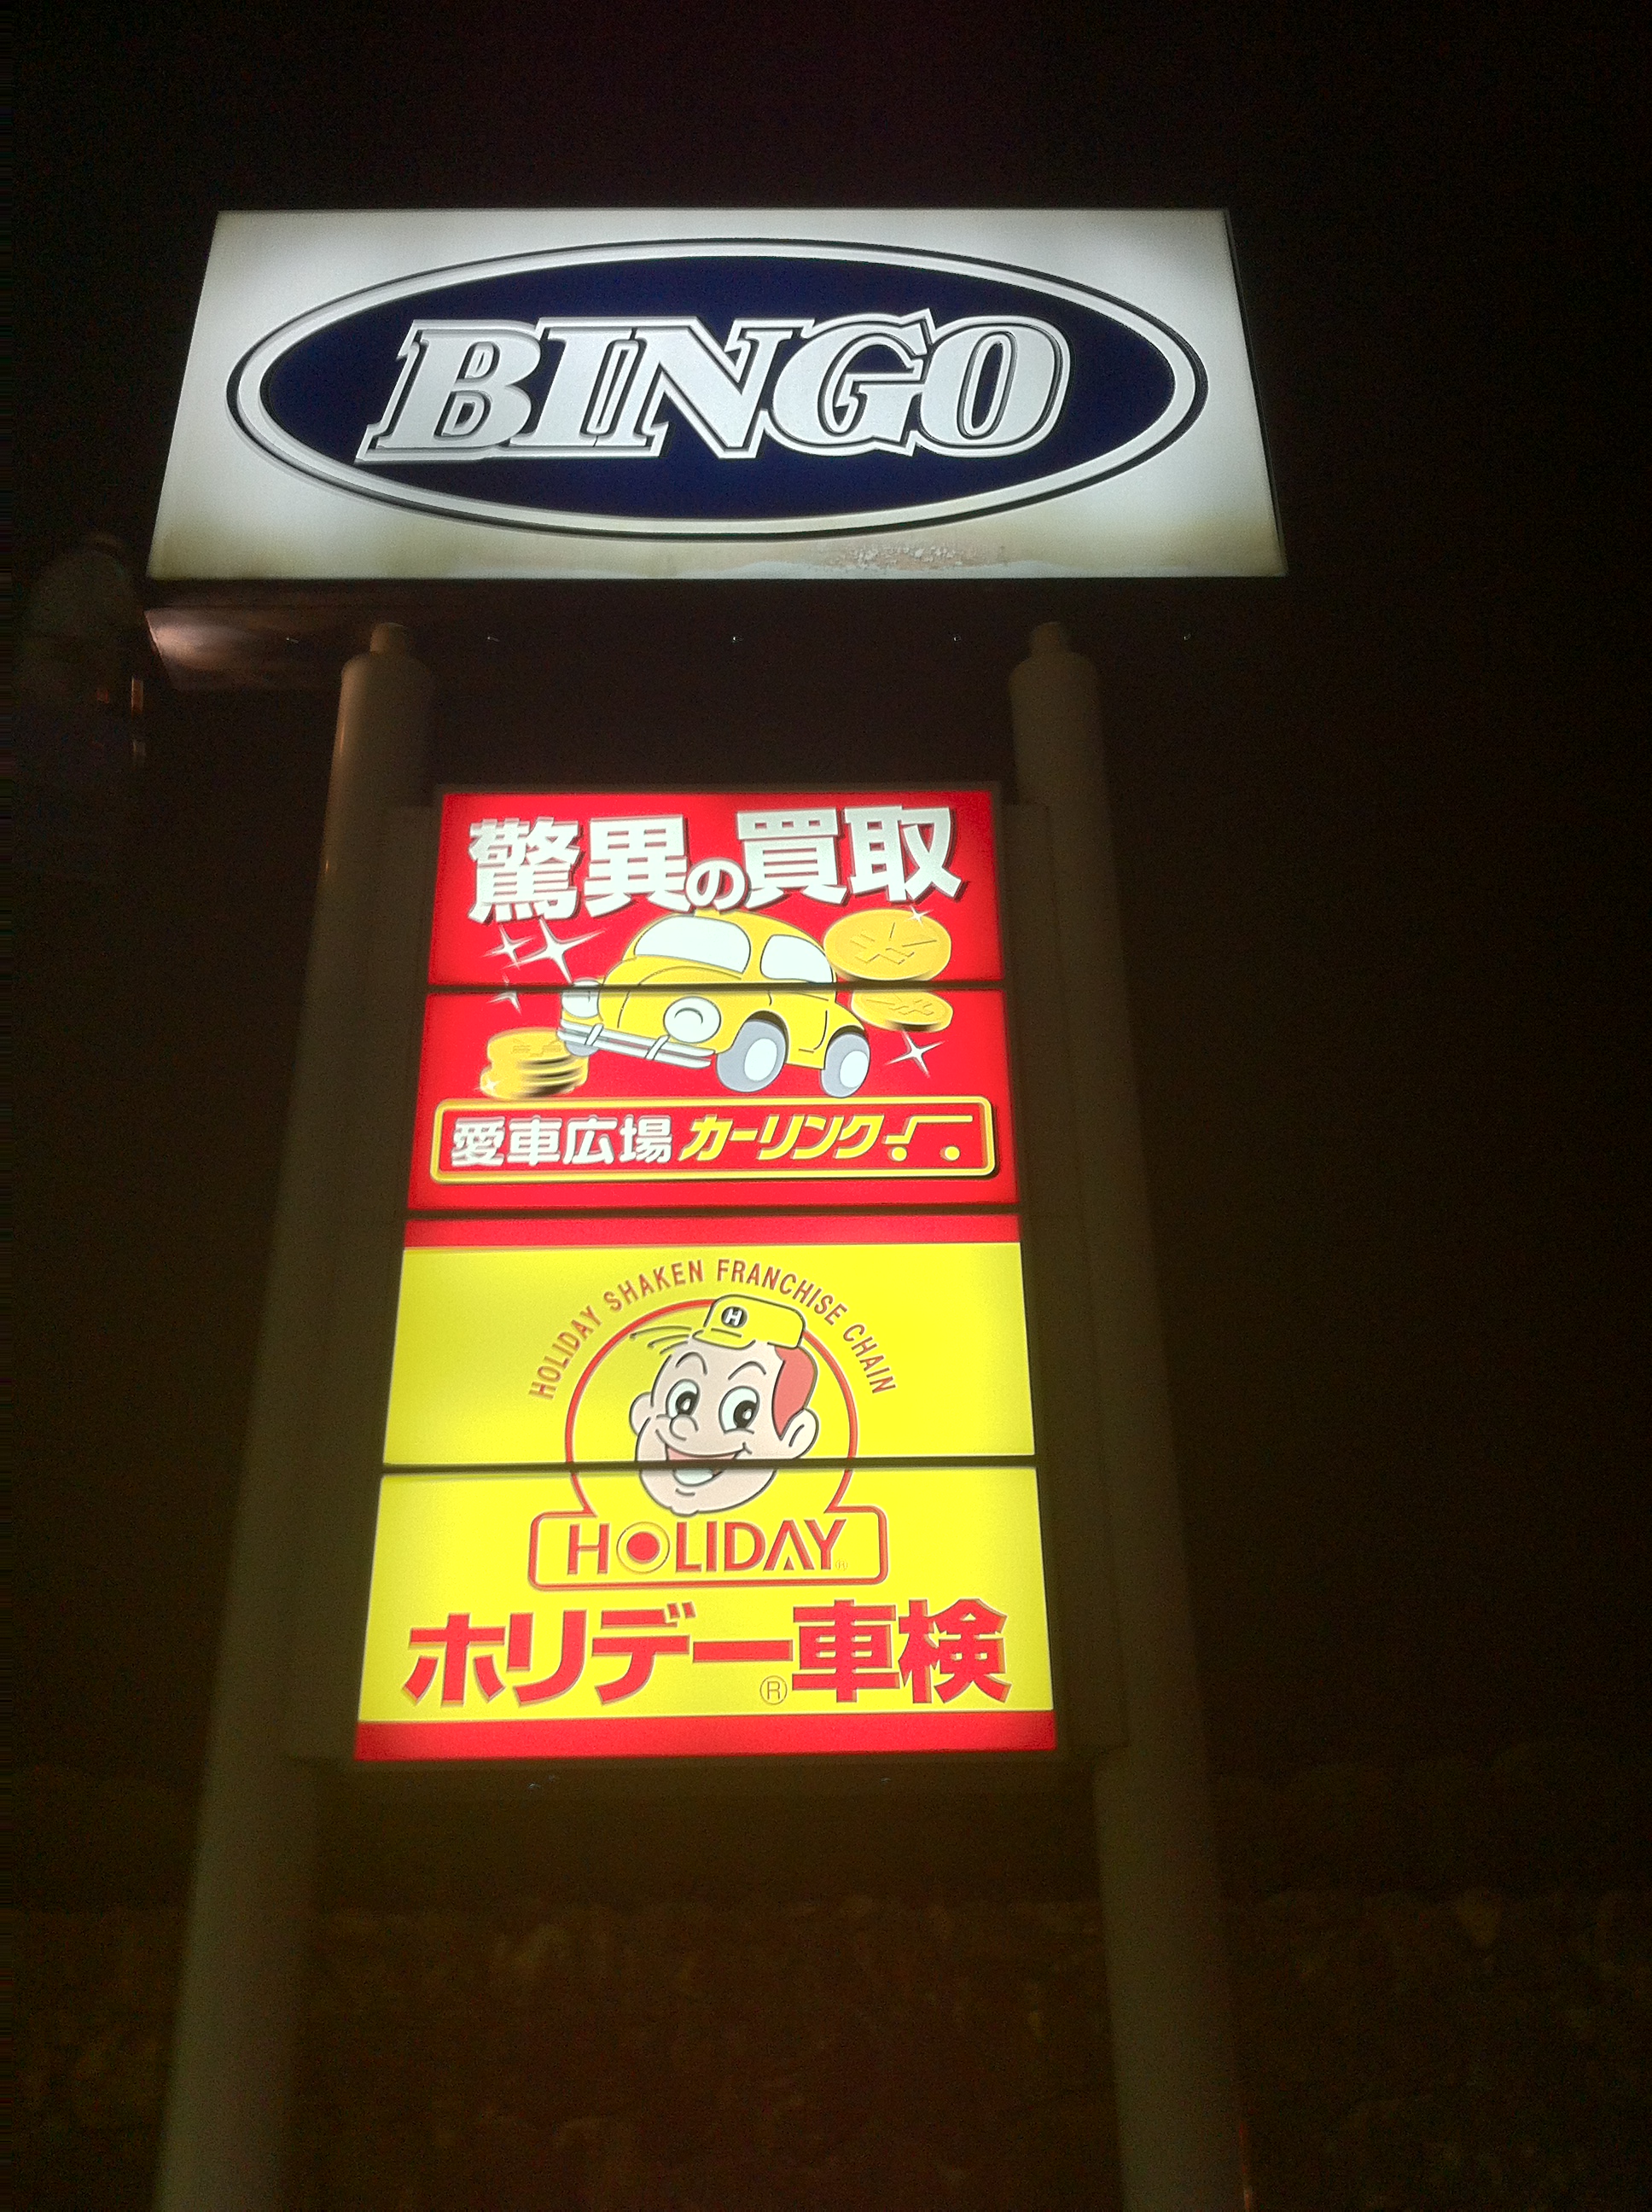 BINGO
驚異の買取
愛車広場 カーリンク
HOLIDAY SHAKEN FRANCHISE CHAIN
H
HOLIDAY
ホリデー®車検